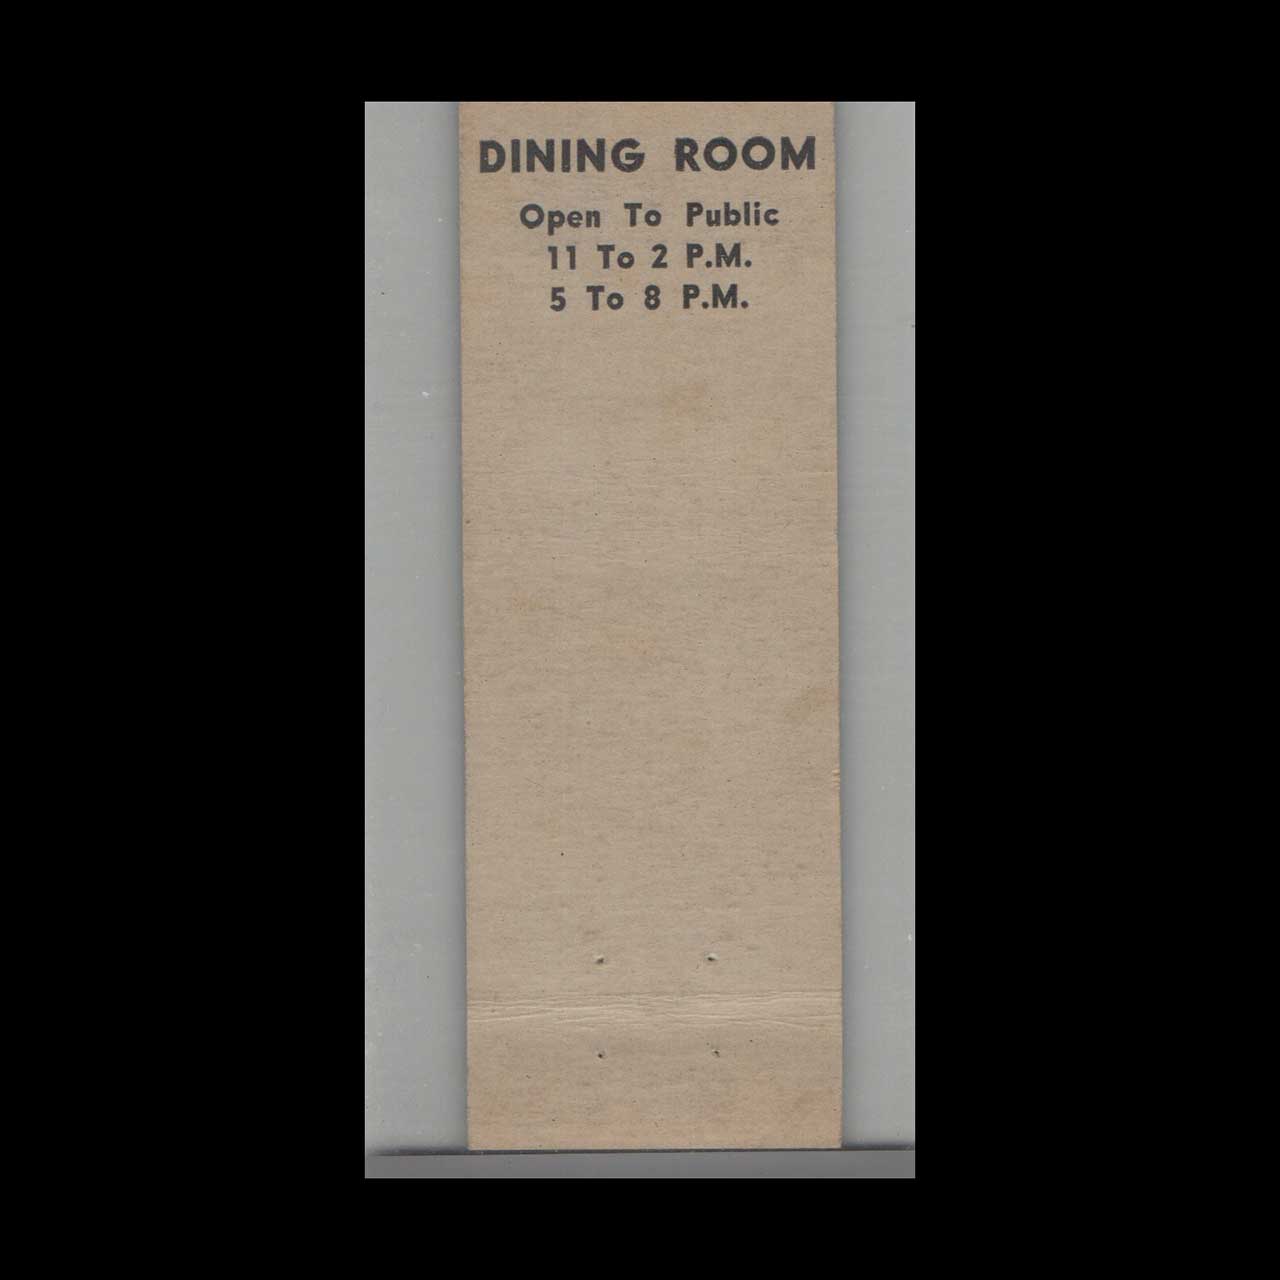 DINING ROOM
Open To Public
11 To 2 P.M.
5 To 8 P.M.